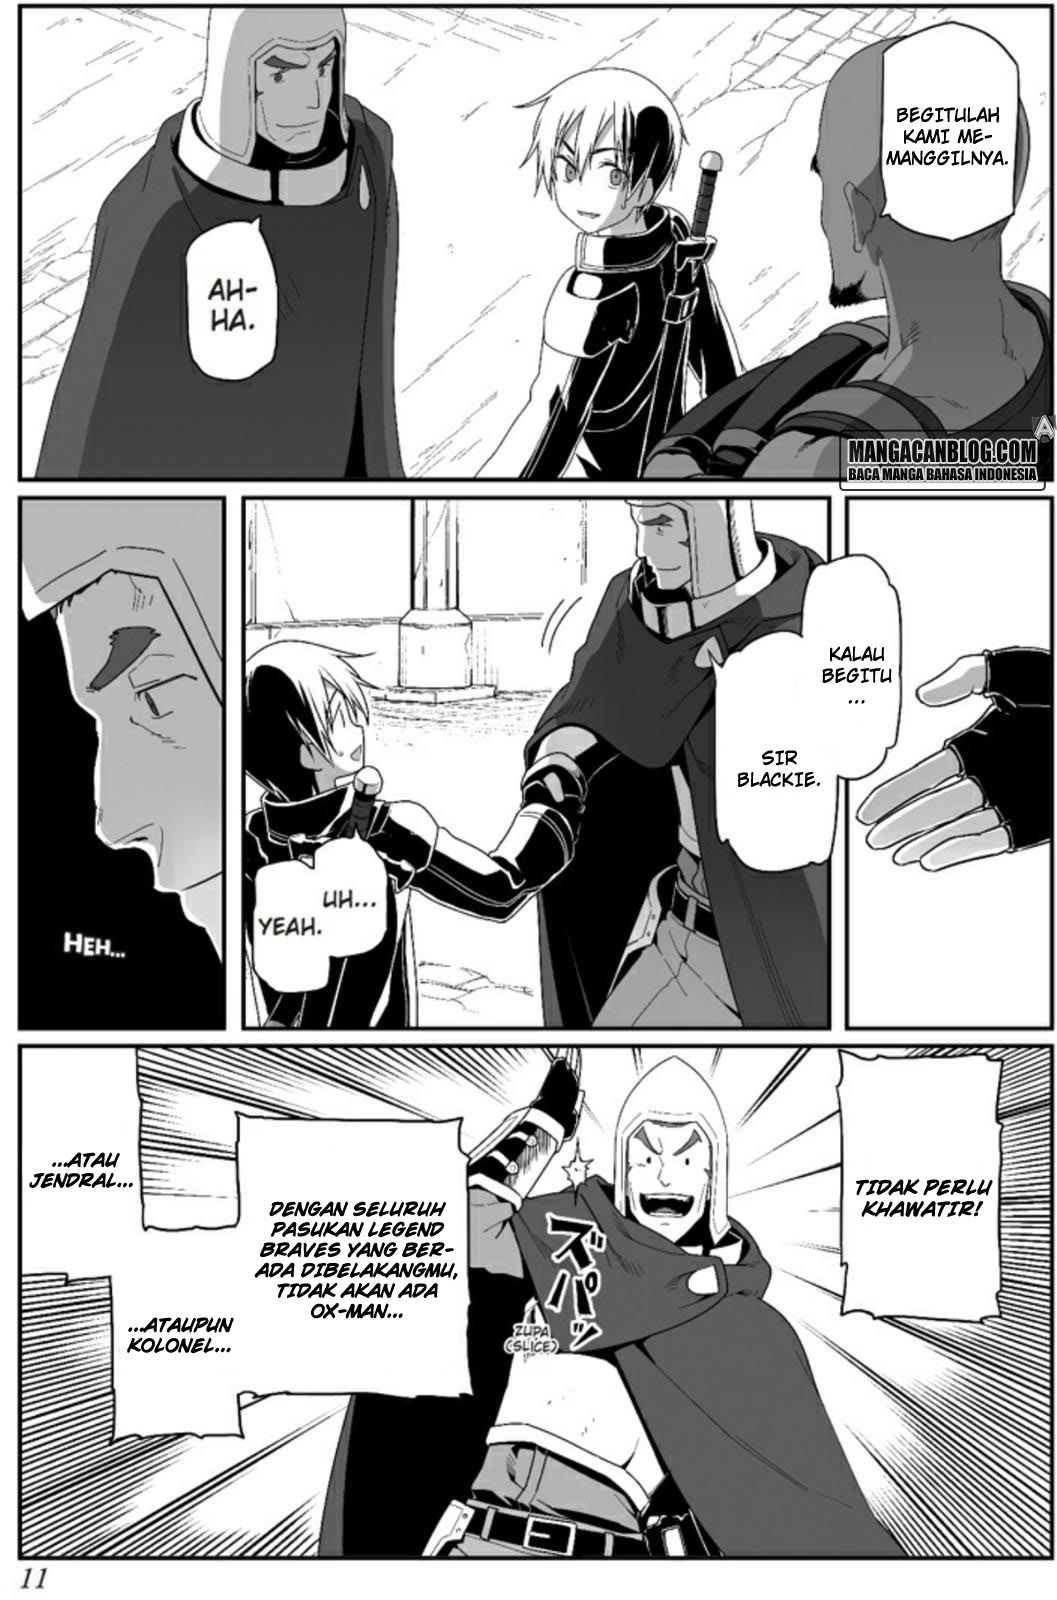 BEGITULAH
KAMI ME-
MANGGILNYA.
AH-
HA.
MANGACANBLOG.COM
BACA MANGA BAHASA INDONESIA
KALAU
BEGITU
...
SIR
BLACKIE.
UH...
YEAH.
HEH...
TIDAK PERLU
KHAWATIR!
DENGAN SELURUH
PASUKAN LEGEND
BRAVES YANG BER-
ADA DIBELAKANGMU,
TIDAK AKAN ADA
OX-MAN...
...ATAU
JENDRAL...
...ATAUPUN
KOLONEL...
ズパッ
ZUPA
(SLICE)
11